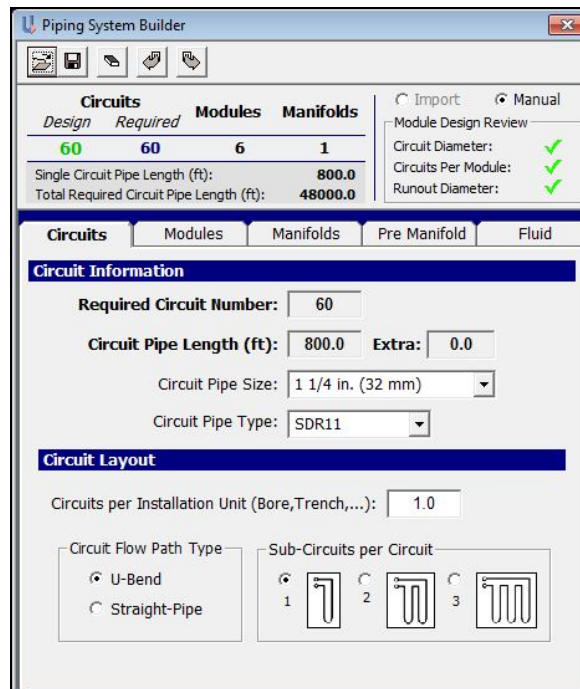 Piping System Builder
Circuits
Design Required Modules Manifolds
60 60 6 1
Single Circuit Pipe Length (ft): 800.0
Total Required Circuit Pipe Length (ft): 48000.0
Import Manual
Module Design Review
Circuit Diameter:
Circuits Per Module:
Runout Diameter:
Circuits Modules Manifolds Pre Manifold Fluid
Circuit Information
Required Circuit Number: 60
Circuit Pipe Length (ft): 800.0 Extra: 0.0
Circuit Pipe Size: 1 1/4 in. (32 mm)
Circuit Pipe Type: SDR11
Circuit Layout
Circuits per Installation Unit (Bore,Trench,...): 1.0
Circuit Flow Path Type
U-Bend
Straight-Pipe
Sub-Circuits per Circuit
1 2 3